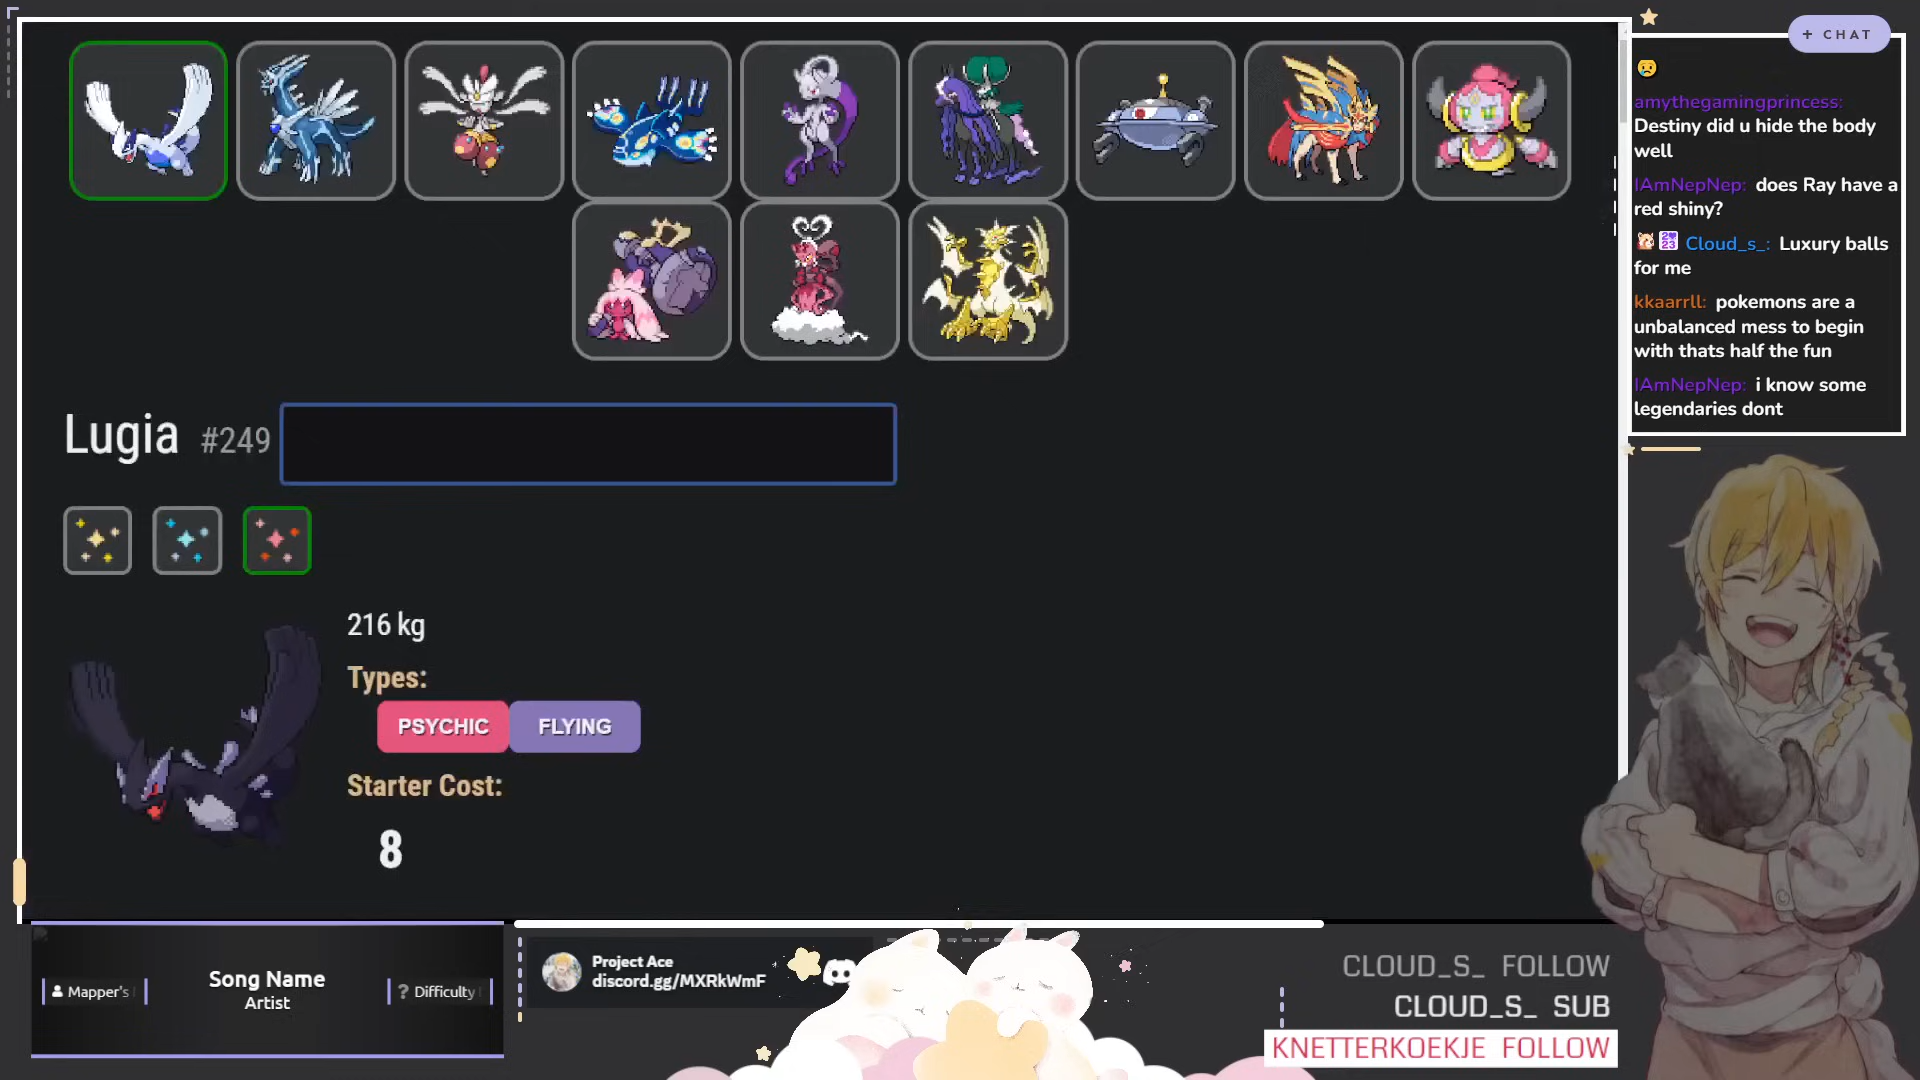 + CHAT
amythegamingprincess:
Destiny did u hide the body
well
IAmNepNep: does Ray have a
red shiny?
Cloud_s_: Luxury balls
for me
kkaarrll: pokemons are a
unbalanced mess to begin
with thats half the fun
IAmNepNep: i know some
legendaries dont
Lugia #249
216 kg
Types:
PSYCHIC FLYING
Starter Cost:
8
Mapper's
Song Name
Artist
? Difficulty
Project Ace
discord.gg/MXRkWmF
CLOUD_S_ FOLLOW
CLOUD_S_ SUB
KNETTERKOEKJE FOLLOW